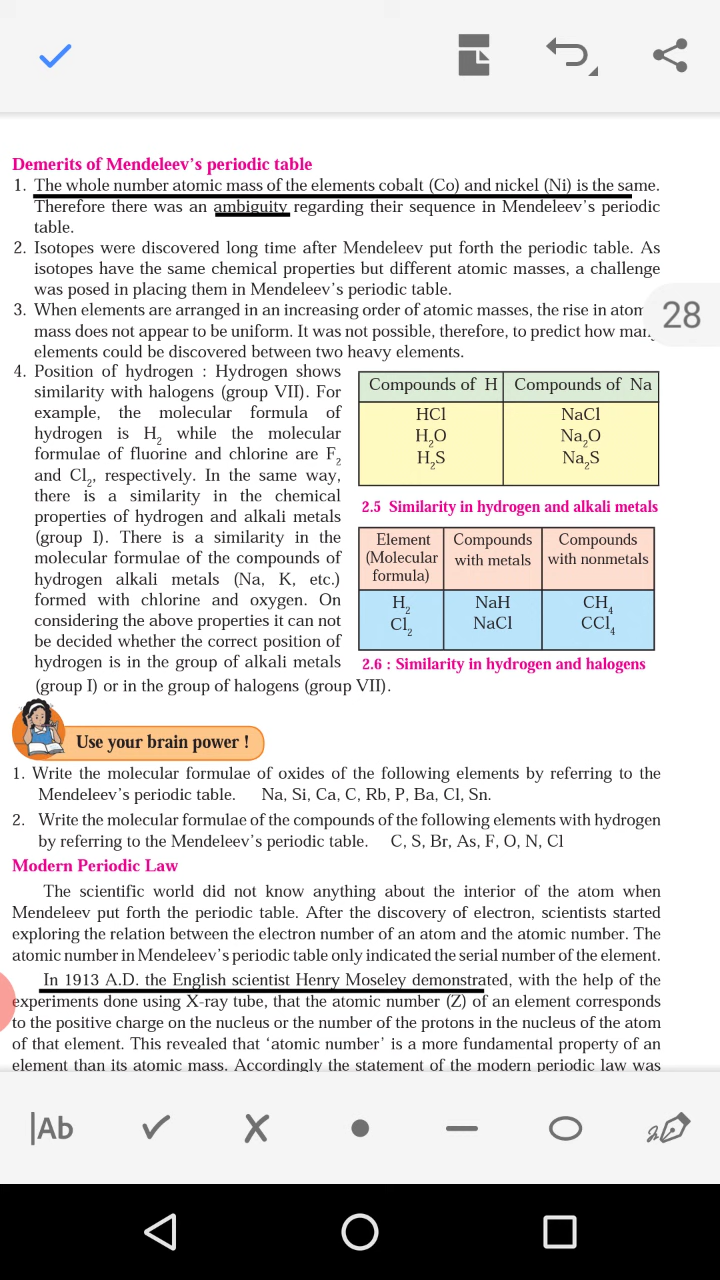 Demerits of Mendeleev's periodic table
1. The whole number atomic mass of the elements cobalt (Co) and nickel (Ni) is the same.
Therefore there was an ambiguity regarding their sequence in Mendeleev's periodic
table.
2. Isotopes were discovered long time after Mendeleev put forth the periodic table. As
isotopes have the same chemical properties but different atomic masses, a challenge
was posed in placing them in Mendeleev's periodic table.
3. When elements are arranged in an increasing order of atomic masses, the rise in atom
28
mass does not appear to be uniform. It was not possible, therefore, to predict how
elements could be discovered between two heavy elements.
4. Position of hydrogen : Hydrogen shows
similarity with halogens (group VII). For
example, the molecular formula of
hydrogen is H₂ while the molecular
formulae of fluorine and chlorine are F₂
and Cl₂, respectively. In the same way,
there is a similarity in the chemical
properties of hydrogen and alkali metals
(group I). There is a similarity in the
molecular formulae of the compounds of
hydrogen alkali metals (Na, K, etc.)
formed with chlorine and oxygen. On
considering the above properties it can not
be decided whether the correct position of
hydrogen is in the group of alkali metals
(group I) or in the group of halogens (group VII).
Compounds of H Compounds of Na
HCl NaCl
H₂O Na₂O
H₂S Na₂S
2.5 Similarity in hydrogen and alkali metals
Element Compounds Compounds
(Molecular with metals with nonmetals
formula)
H₂ NaH CH₄
Cl₂ NaCl CCl₄
2.6 : Similarity in hydrogen and halogens
Use your brain power !
1. Write the molecular formulae of oxides of the following elements by referring to the
Mendeleev's periodic table. Na, Si, Ca, C, Rb, P, Ba, Cl, Sn.
2. Write the molecular formulae of the compounds of the following elements with hydrogen
by referring to the Mendeleev's periodic table. C, S, Br, As, F, O, N, Cl
Modern Periodic Law
The scientific world did not know anything about the interior of the atom when
Mendeleev put forth the periodic table. After the discovery of electron, scientists started
exploring the relation between the electron number of an atom and the atomic number. The
atomic number in Mendeleev's periodic table only indicated the serial number of the element.
In 1913 A.D. the English scientist Henry Moseley demonstrated, with the help of the
experiments done using X-ray tube, that the atomic number (Z) of an element corresponds
to the positive charge on the nucleus or the number of the protons in the nucleus of the atom
of that element. This revealed that 'atomic number' is a more fundamental property of an
element than its atomic mass. Accordingly the statement of the modern periodic law was
Ab